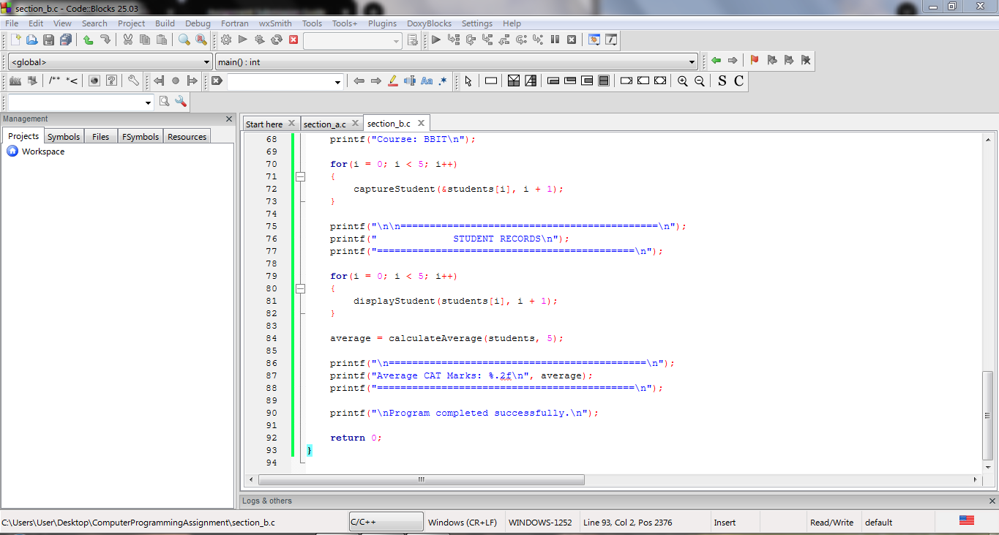 section_b.c - Code::Blocks 25.03
File Edit View Search Project Build Debug Fortran wxSmith Tools Tools+ Plugins DoxyBlocks Settings Help
<global> main() : int
/** *< Aa .* S C
Management
Projects Symbols Files FSymbols Resources
Workspace
Start here section_a.c section_b.c
68 printf("Course: BBIT\n");
69
70 for(i = 0; i < 5; i++)
71 {
72 captureStudent(&students[i], i + 1);
73 }
74
75 printf("\n\n============================================\n");
76 printf("             STUDENT RECORDS\n");
77 printf("============================================\n");
78
79 for(i = 0; i < 5; i++)
80 {
81 displayStudent(students[i], i + 1);
82 }
83
84 average = calculateAverage(students, 5);
85
86 printf("\n============================================\n");
87 printf("Average CAT Marks: %.2f\n", average);
88 printf("============================================\n");
89
90 printf("\nProgram completed successfully.\n");
91
92 return 0;
93 }
94
Logs & others
C:\Users\User\Desktop\ComputerProgrammingAssignment\section_b.c C/C++ Windows (CR+LF) WINDOWS-1252 Line 93, Col 2, Pos 2376 Insert Read/Write default